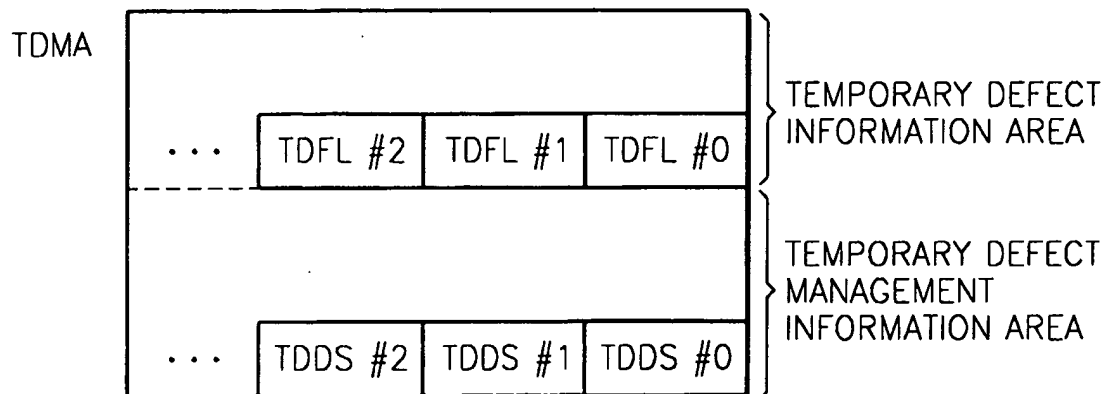 TDMA
TEMPORARY DEFECT
INFORMATION AREA
... TDFL #2 TDFL #1 TDFL #0
TEMPORARY DEFECT
MANAGEMENT
INFORMATION AREA
... TDDS #2 TDDS #1 TDDS #0